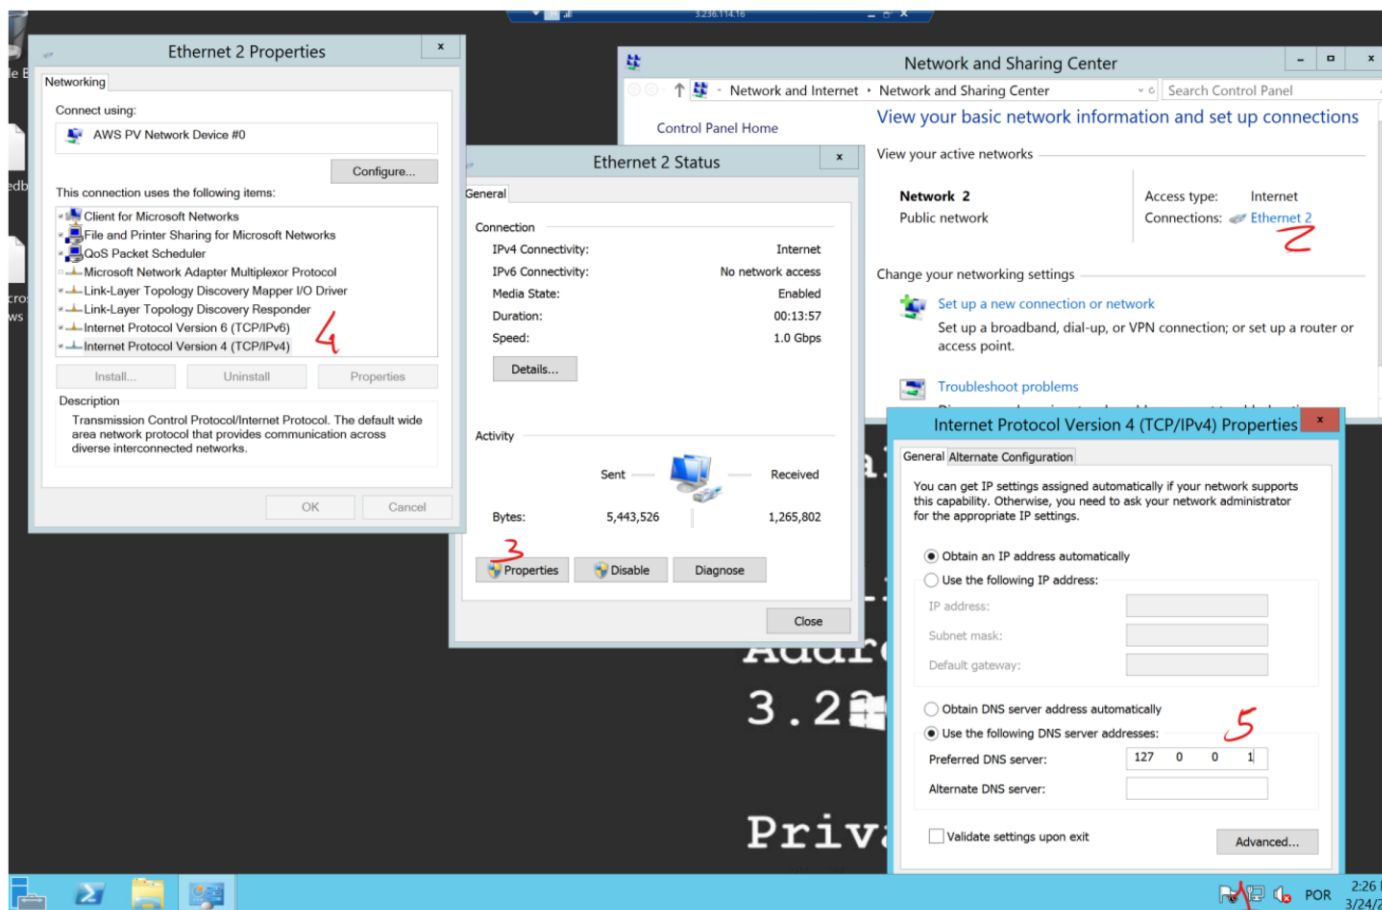 3.236.114.16
Ethernet 2 Properties
x
Networking
Connect using:
AWS PV Network Device #0
Configure...
This connection uses the following items:
Client for Microsoft Networks
File and Printer Sharing for Microsoft Networks
QoS Packet Scheduler
Microsoft Network Adapter Multiplexor Protocol
Link-Layer Topology Discovery Mapper I/O Driver
Link-Layer Topology Discovery Responder
Internet Protocol Version 6 (TCP/IPv6)
Internet Protocol Version 4 (TCP/IPv4)
4
Install...
Uninstall
Properties
Description
Transmission Control Protocol/Internet Protocol. The default wide
area network protocol that provides communication across
diverse interconnected networks.
OK
Cancel
Ethernet 2 Status
x
General
Connection
IPv4 Connectivity: Internet
IPv6 Connectivity: No network access
Media State: Enabled
Duration: 00:13:57
Speed: 1.0 Gbps
Details...
Activity
Sent
Received
Bytes: 5,443,526 1,265,802
3
Properties
Disable
Diagnose
Close
Network and Sharing Center
x
Network and Internet
Network and Sharing Center
Search Control Panel
Control Panel Home
View your basic network information and set up connections
View your active networks
Network 2
Public network
Access type: Internet
Connections: Ethernet 2
2
Change your networking settings
Set up a new connection or network
Set up a broadband, dial-up, or VPN connection; or set up a router or
access point.
Troubleshoot problems
Internet Protocol Version 4 (TCP/IPv4) Properties
x
General
Alternate Configuration
You can get IP settings assigned automatically if your network supports
this capability. Otherwise, you need to ask your network administrator
for the appropriate IP settings.
Obtain an IP address automatically
Use the following IP address:
IP address:
Subnet mask:
Default gateway:
Obtain DNS server address automatically
5
Use the following DNS server addresses:
Preferred DNS server: 127 0 0 1
Alternate DNS server:
Validate settings upon exit
Advanced...
Addre
3.23
Priva
POR
2:26
3/24/2